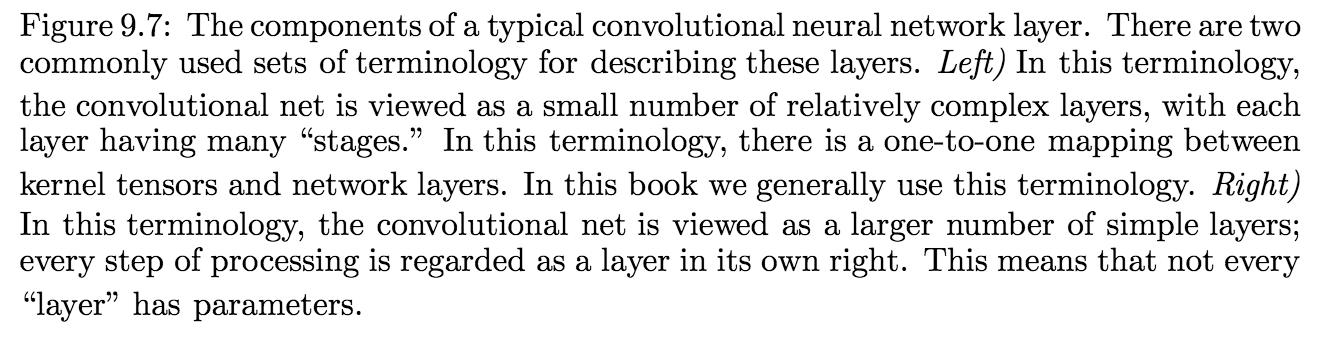 Figure 9.7: The components of a typical convolutional neural network layer. There are two
commonly used sets of terminology for describing these layers. Left) In this terminology,
the convolutional net is viewed as a small number of relatively complex layers, with each
layer having many “stages.” In this terminology, there is a one-to-one mapping between
kernel tensors and network layers. In this book we generally use this terminology. Right)
In this terminology, the convolutional net is viewed as a larger number of simple layers;
every step of processing is regarded as a layer in its own right. This means that not every
“layer” has parameters.